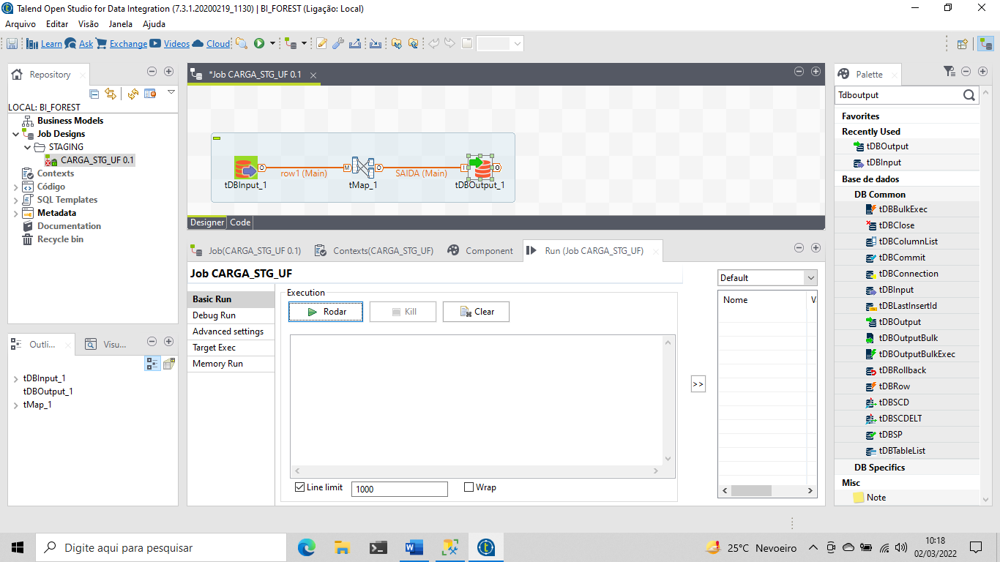 Talend Open Studio for Data Integration (7.3.1.20200219_1130) | BI_FOREST (Ligação: Local)
Arquivo Editar Visão Janela Ajuda
Learn Ask Exchange Videos Cloud
Repository
LOCAL: BI_FOREST
Business Models
Job Designs
STAGING
CARGA_STG_UF 0.1
Contexts
Código
SQL Templates
Metadata
Documentation
Recycle bin
Outli...
Visu...
tDBInput_1
tDBOutput_1
tMap_1
*Job CARGA_STG_UF 0.1
row1 (Main)
SAIDA (Main)
O M O I O
tDBInput_1
tMap_1
tDBOutput_1
Designer Code
Job(CARGA_STG_UF 0.1)
Contexts(CARGA_STG_UF)
Component
Run (Job CARGA_STG_UF)
Job CARGA_STG_UF
Basic Run
Debug Run
Advanced settings
Target Exec
Memory Run
Execution
Rodar
Kill
Clear
Line limit
1000
Wrap
>>
Default
Nome
V
Palette
Tdboutput
Favorites
Recently Used
tDBOutput
tDBInput
Base de dados
DB Common
tDBBulkExec
tDBClose
tDBColumnList
tDBCommit
tDBConnection
tDBInput
tDBLastInsertId
tDBOutput
tDBOutputBulk
tDBOutputBulkExec
tDBRollback
tDBRow
tDBSCD
tDBSCDELT
tDBSP
tDBTableList
DB Specifics
Misc
Note
Digite aqui para pesquisar
25°C Nevoeiro
10:18
02/03/2022